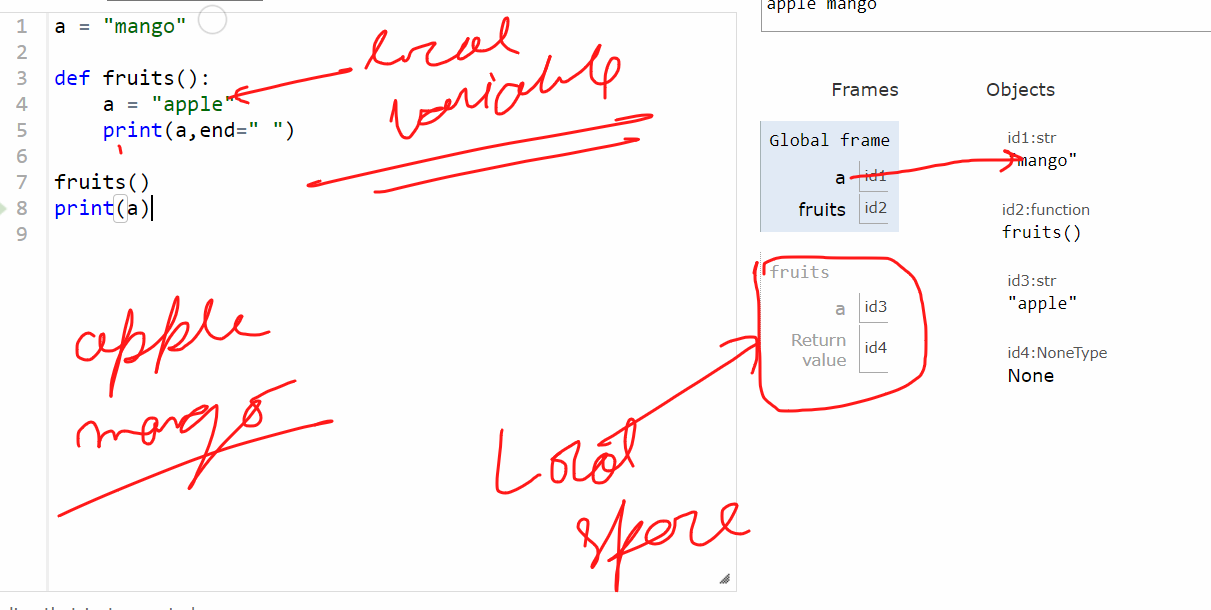 apple mango
1 a = "mango"
2
3 def fruits():
4 a = "apple"
5 print(a,end=" ")
6
7 fruits()
8 print(a)
9
local
variable
apple
mango
Local
space
Frames
Objects
Global frame
a id1
fruits id2
fruits
a id3
Return
value id4
id1:str
"mango"
id2:function
fruits()
id3:str
"apple"
id4:NoneType
None